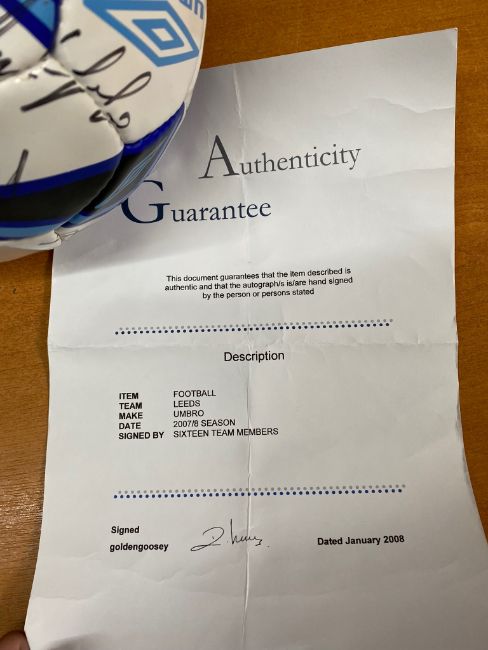 Authenticity
Guarantee
This document guarantees that the item described is
authentic and that the autograph/s is/are hand signed
by the person or persons stated
Description
ITEM FOOTBALL
TEAM LEEDS
MAKE UMBRO
DATE 2007/8 SEASON
SIGNED BY SIXTEEN TEAM MEMBERS
Signed
goldengoosey
Dated January 2008